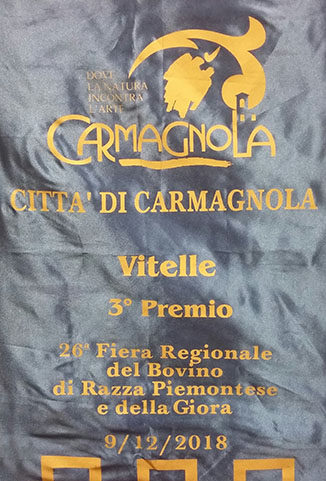 DOVE
LA NATURA
INCONTRA
L'ARTE
CARMAGNOLA
CITTA' DI CARMAGNOLA
Vitelle
3° Premio
26ª Fiera Regionale
del Bovino
di Razza Piemontese
e della Giora
9/12/2018